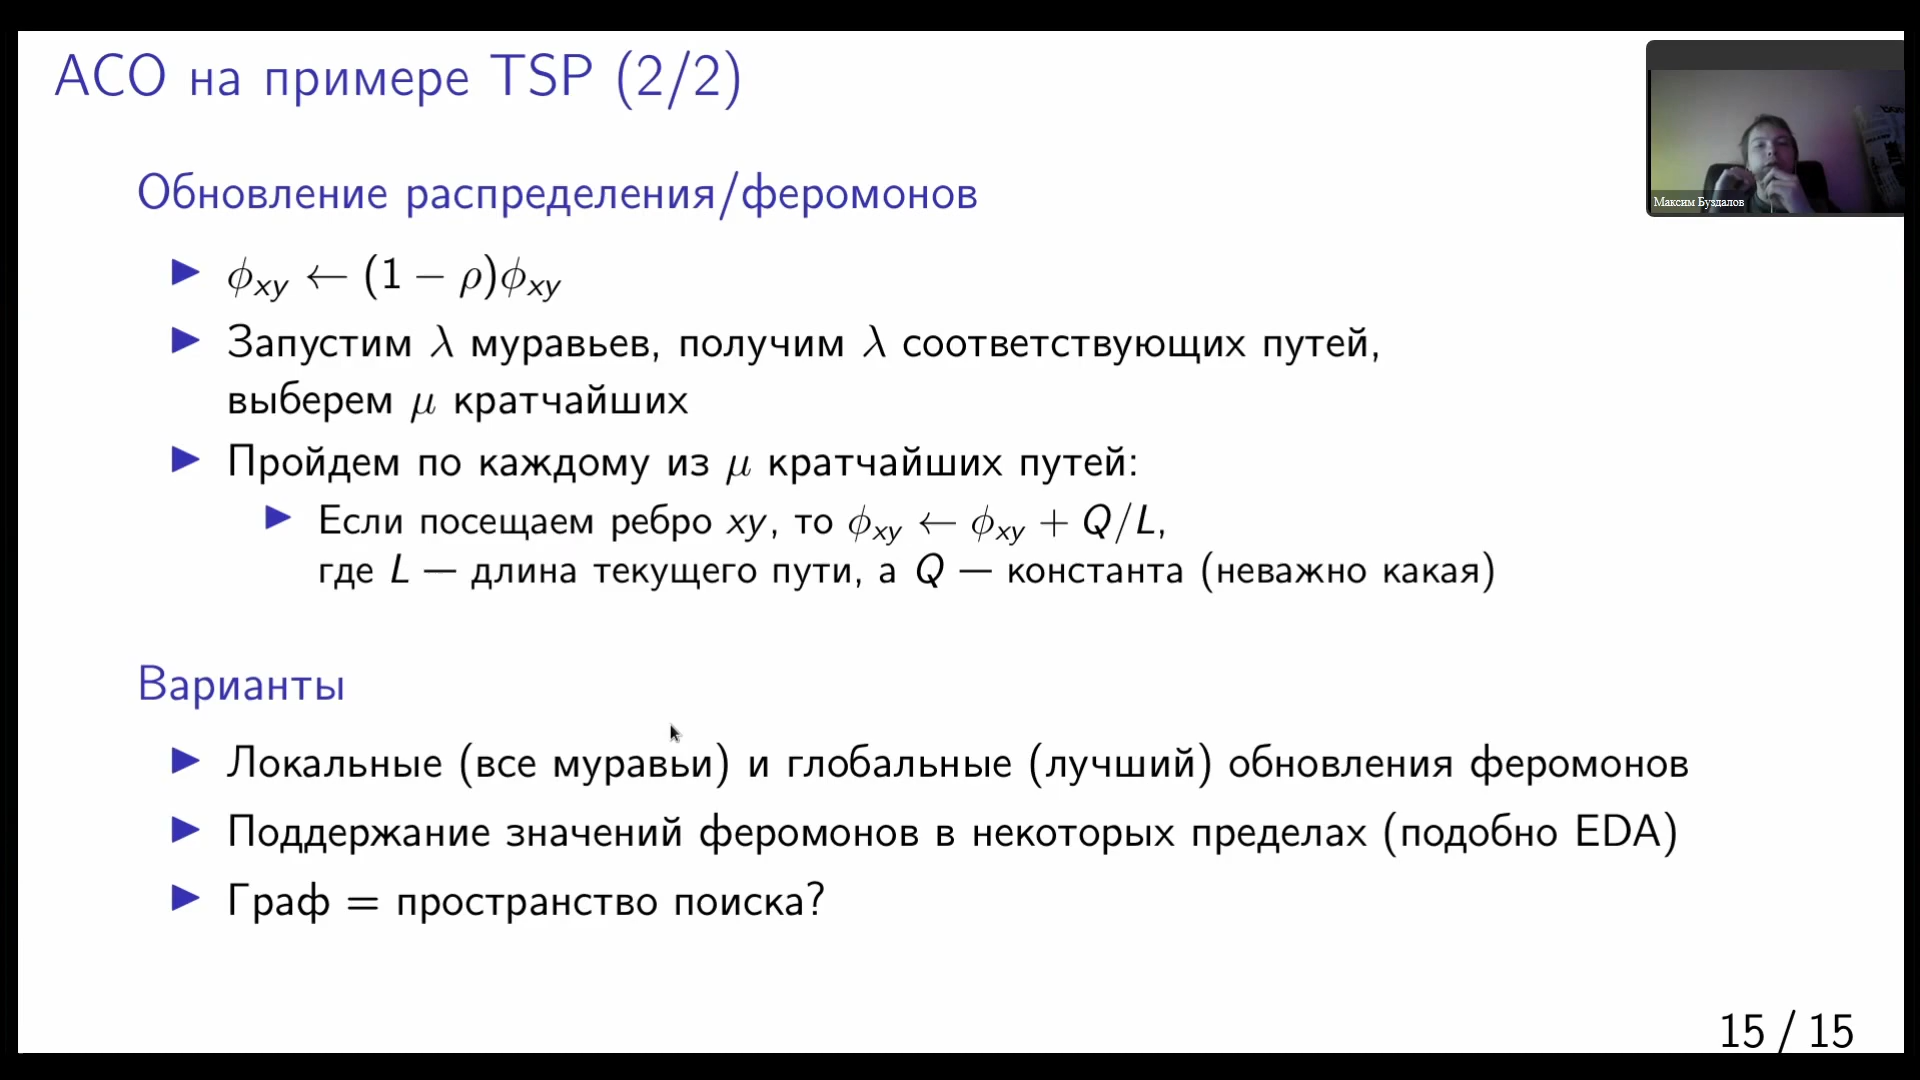 ACO на примере TSP (2/2)
Максим Буздалов
Обновление распределения/феромонов
▶ ϕxy ← (1 − ρ)ϕxy
▶ Запустим λ муравьев, получим λ соответствующих путей,
выберем μ кратчайших
▶ Пройдем по каждому из μ кратчайших путей:
▶ Если посещаем ребро xy, то ϕxy ← ϕxy + Q/L,
где L — длина текущего пути, а Q — константа (неважно какая)
Варианты
▶ Локальные (все муравьи) и глобальные (лучший) обновления феромонов
▶ Поддержание значений феромонов в некоторых пределах (подобно EDA)
▶ Граф = пространство поиска?
15 / 15